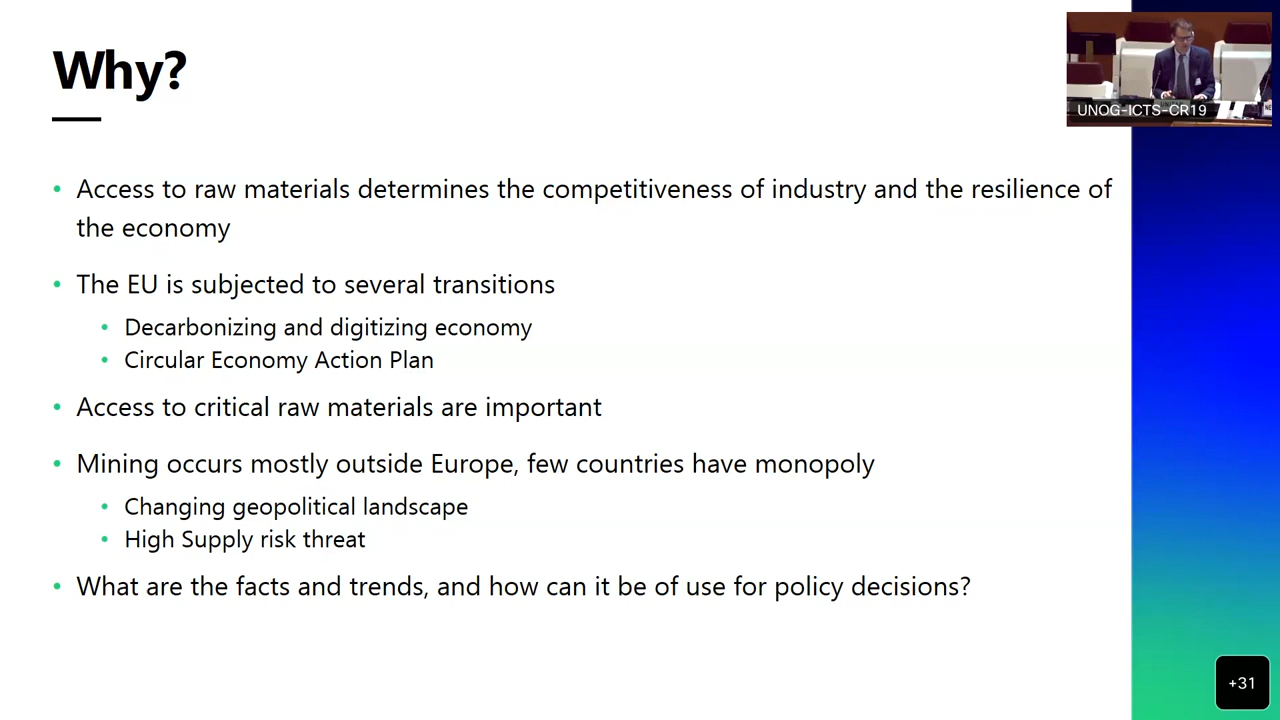 Why?
UNOG-ICTS-CR19
• Access to raw materials determines the competitiveness of industry and the resilience of
the economy
• The EU is subjected to several transitions
• Decarbonizing and digitizing economy
• Circular Economy Action Plan
• Access to critical raw materials are important
• Mining occurs mostly outside Europe, few countries have monopoly
• Changing geopolitical landscape
• High Supply risk threat
• What are the facts and trends, and how can it be of use for policy decisions?
+31